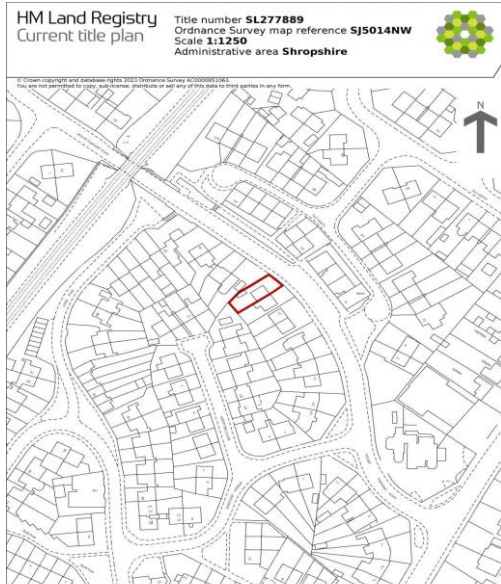 HM Land Registry
Current title plan
Title number SL277889
Ordnance Survey map reference SJ5014NW
Scale 1:1250
Administrative area Shropshire
© Crown copyright and database rights 2023 Ordnance Survey AC0000851063.
You are not permitted to copy, sub-license, distribute or sell any of this data to third parties in any form.
N